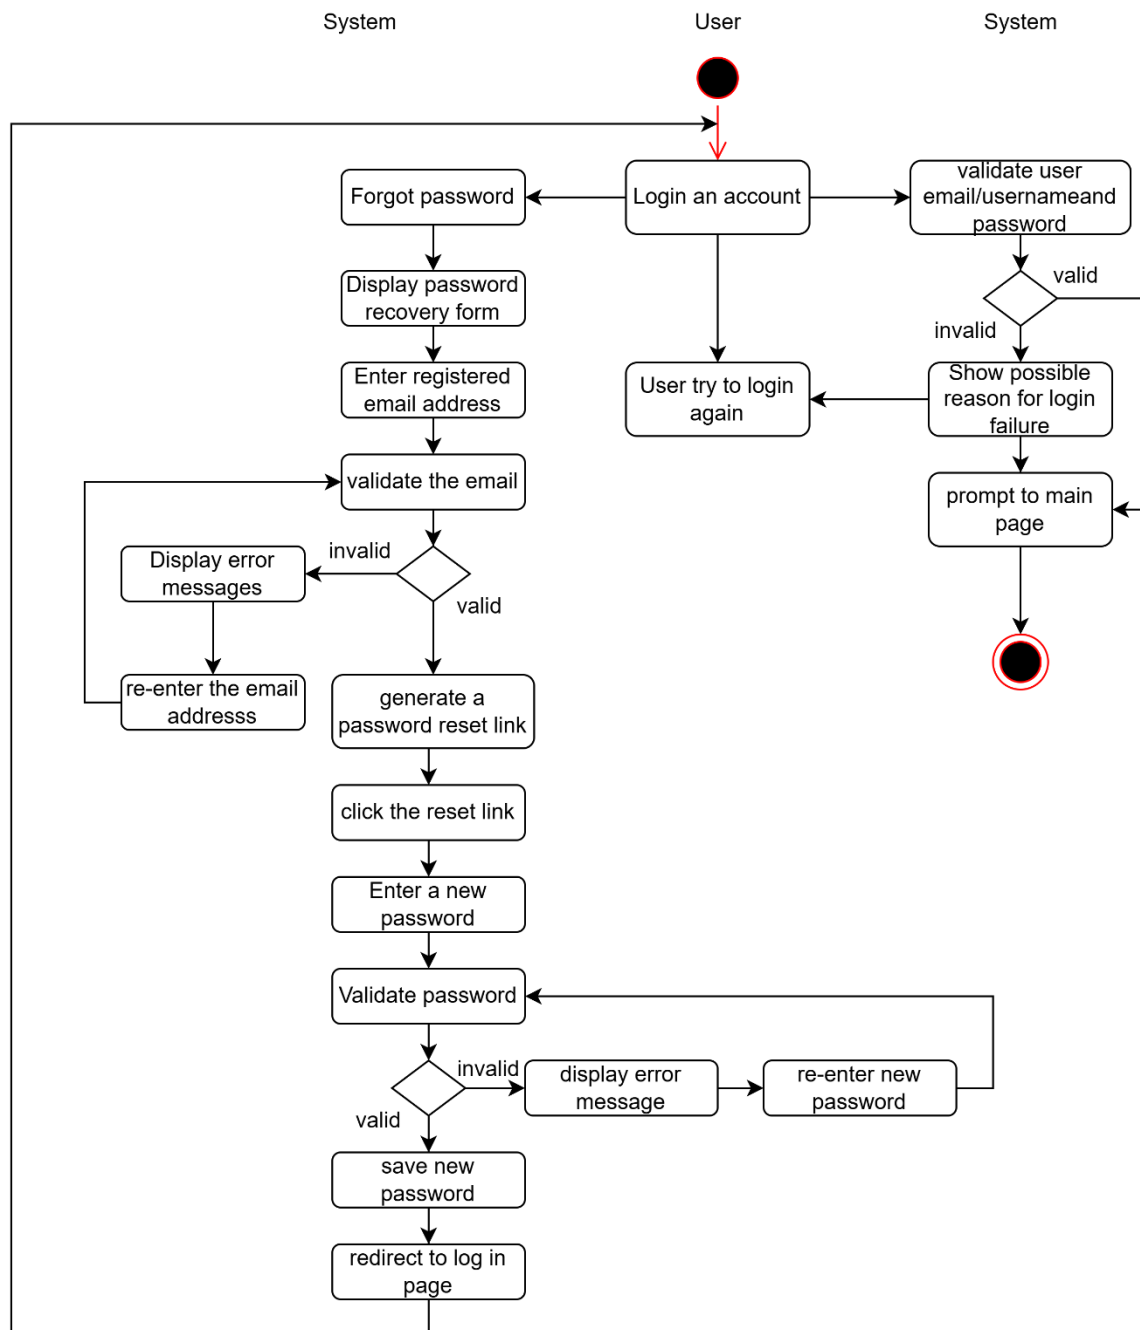 System
User
System
Forgot password
Login an account
validate user
email/usernameand
password
Display password
recovery form
valid
invalid
Enter registered
email address
User try to login
again
Show possible
reason for login
failure
validate the email
prompt to main
page
Display error
messages
invalid
valid
re-enter the email
addresss
generate a
password reset link
click the reset link
Enter a new
password
Validate password
invalid
valid
display error
message
re-enter new
password
save new
password
redirect to log in
page